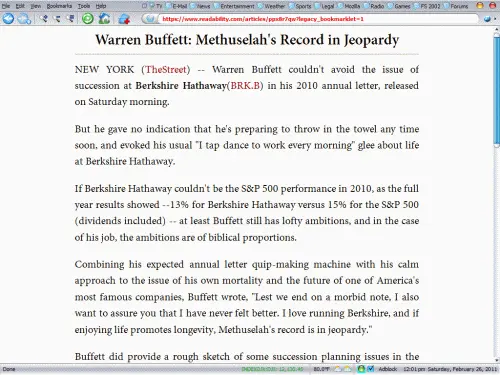 File Edit View Bookmarks Tools Help TV E-Mail News Entertainment Weather Sports Legal Mozilla Radio Games FS 2002 Forums
https://www.readability.com/articles/ppx8r7qw?legacy_bookmarklet=1
Warren Buffett: Methuselah's Record in Jeopardy
NEW YORK (TheStreet) -- Warren Buffett couldn't avoid the issue of
succession at Berkshire Hathaway(BRK.B) in his 2010 annual letter, released
on Saturday morning.
But he gave no indication that he's preparing to throw in the towel any time
soon, and evoked his usual "I tap dance to work every morning" glee about life
at Berkshire Hathaway.
If Berkshire Hathaway couldn't be the S&P 500 performance in 2010, as the full
year results showed --13% for Berkshire Hathaway versus 15% for the S&P 500
(dividends included) -- at least Buffett still has lofty ambitions, and in the case
of his job, the ambitions are of biblical proportions.
Combining his expected annual letter quip-making machine with his calm
approach to the issue of his own mortality and the future of one of America's
most famous companies, Buffett wrote, "Lest we end on a morbid note, I also
want to assure you that I have never felt better. I love running Berkshire, and if
enjoying life promotes longevity, Methuselah's record is in jeopardy."
Buffett did provide a rough sketch of some succession planning issues in the
Done 80.0°F Adblock 12:01pm Saturday, February 26, 2011